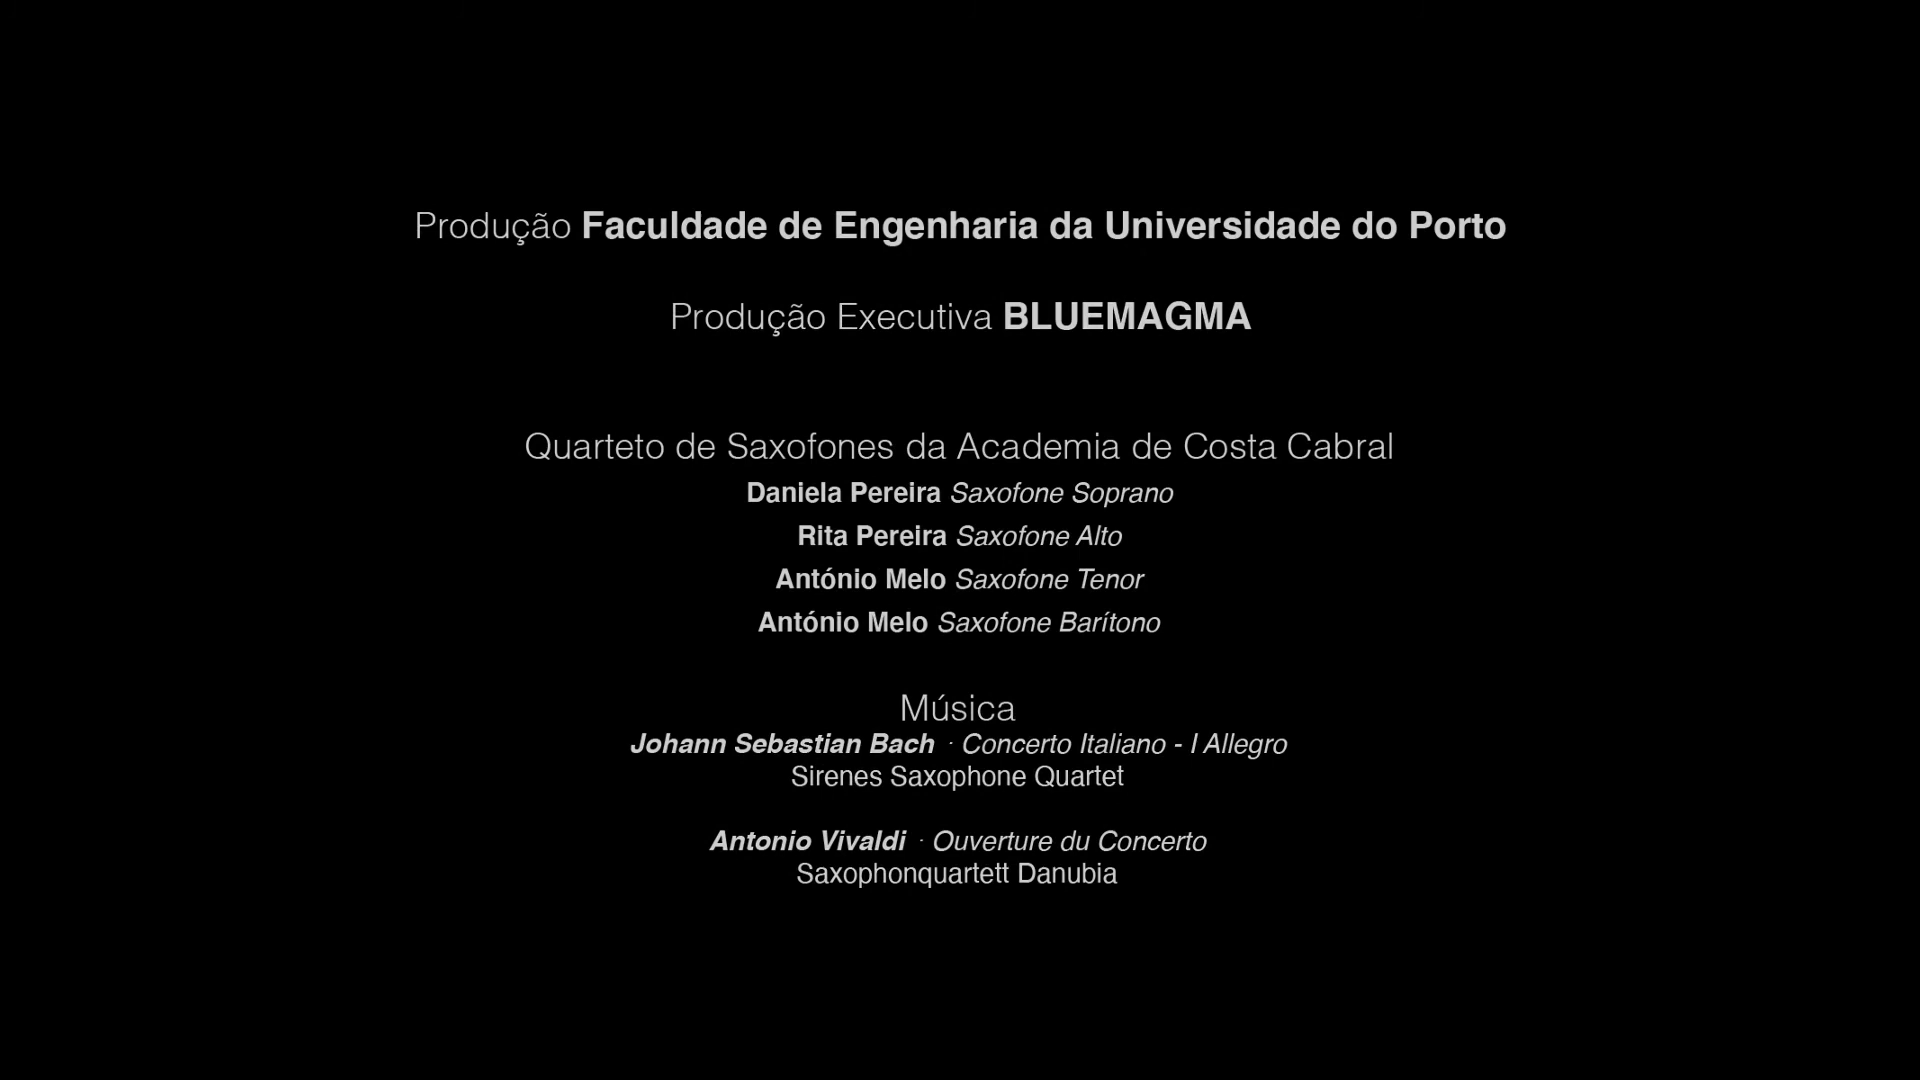 Produção Faculdade de Engenharia da Universidade do Porto
Produção Executiva BLUEMAGMA
Quarteto de Saxofones da Academia de Costa Cabral
Daniela Pereira Saxofone Soprano
Rita Pereira Saxofone Alto
António Melo Saxofone Tenor
António Melo Saxofone Barítono
Música
Johann Sebastian Bach · Concerto Italiano - I Allegro
Sirenes Saxophone Quartet
Antonio Vivaldi · Ouverture du Concerto
Saxophonquartett Danubia